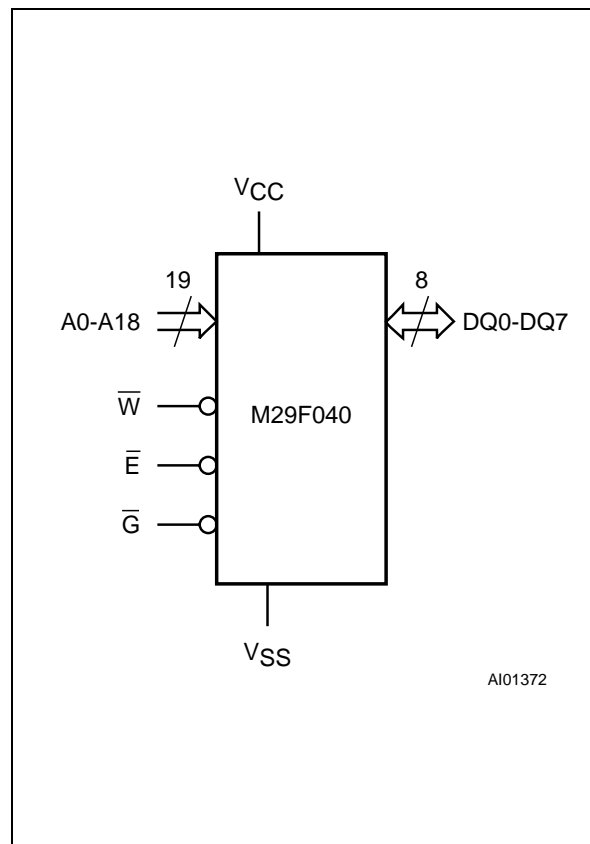 VCC
19
8
A0-A18
DQ0-DQ7
W̅
M29F040
E̅
G̅
VSS
AI01372